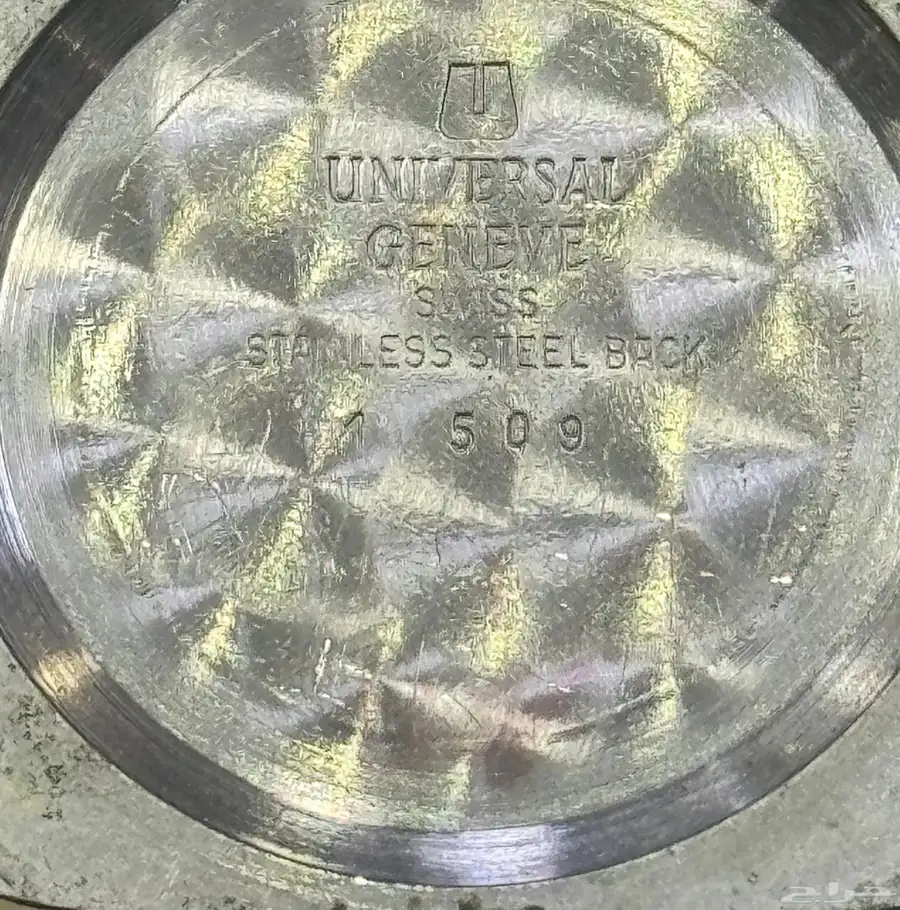 UNIVERSAL
GENEVE
SWISS
STAINLESS STEEL BACK
1 509
حراج